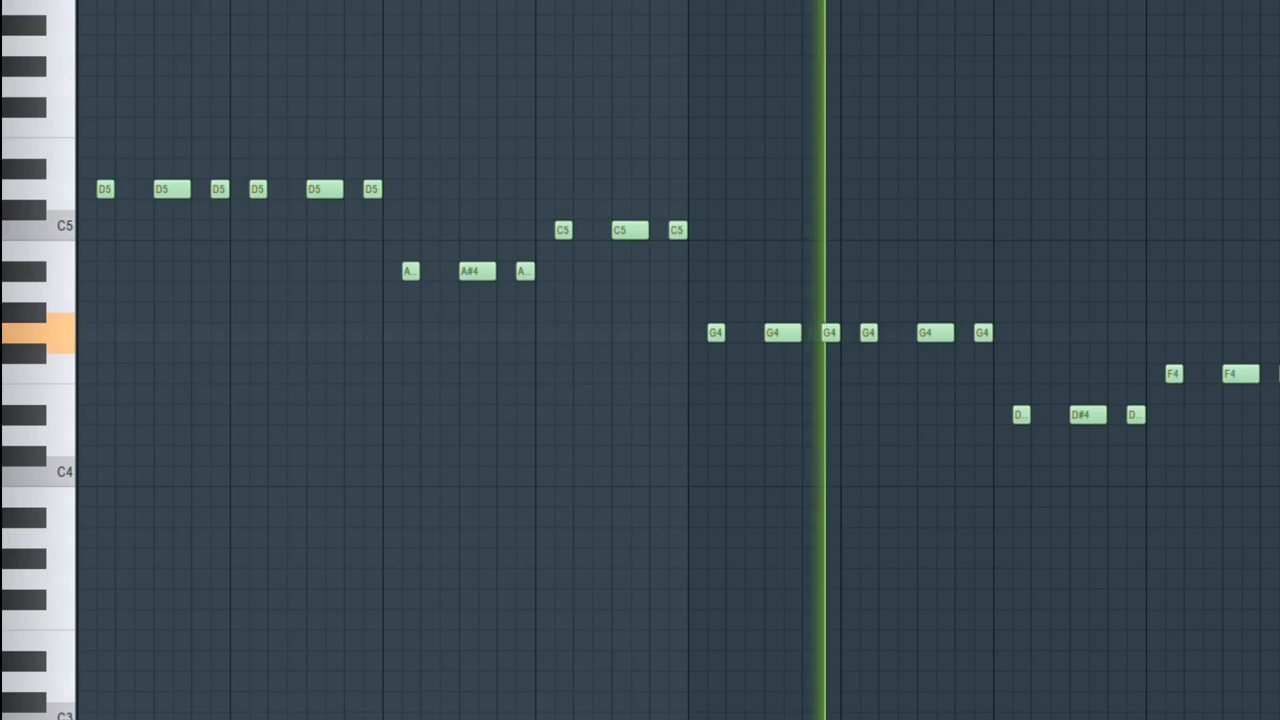 D5 D5 D5 D5 D5 D5
C5
C5 C5 C5
A.. A#4 A..
G4 G4 G4 G4 G4 G4
F4 F4
D.. D#4 D..
C4
C3